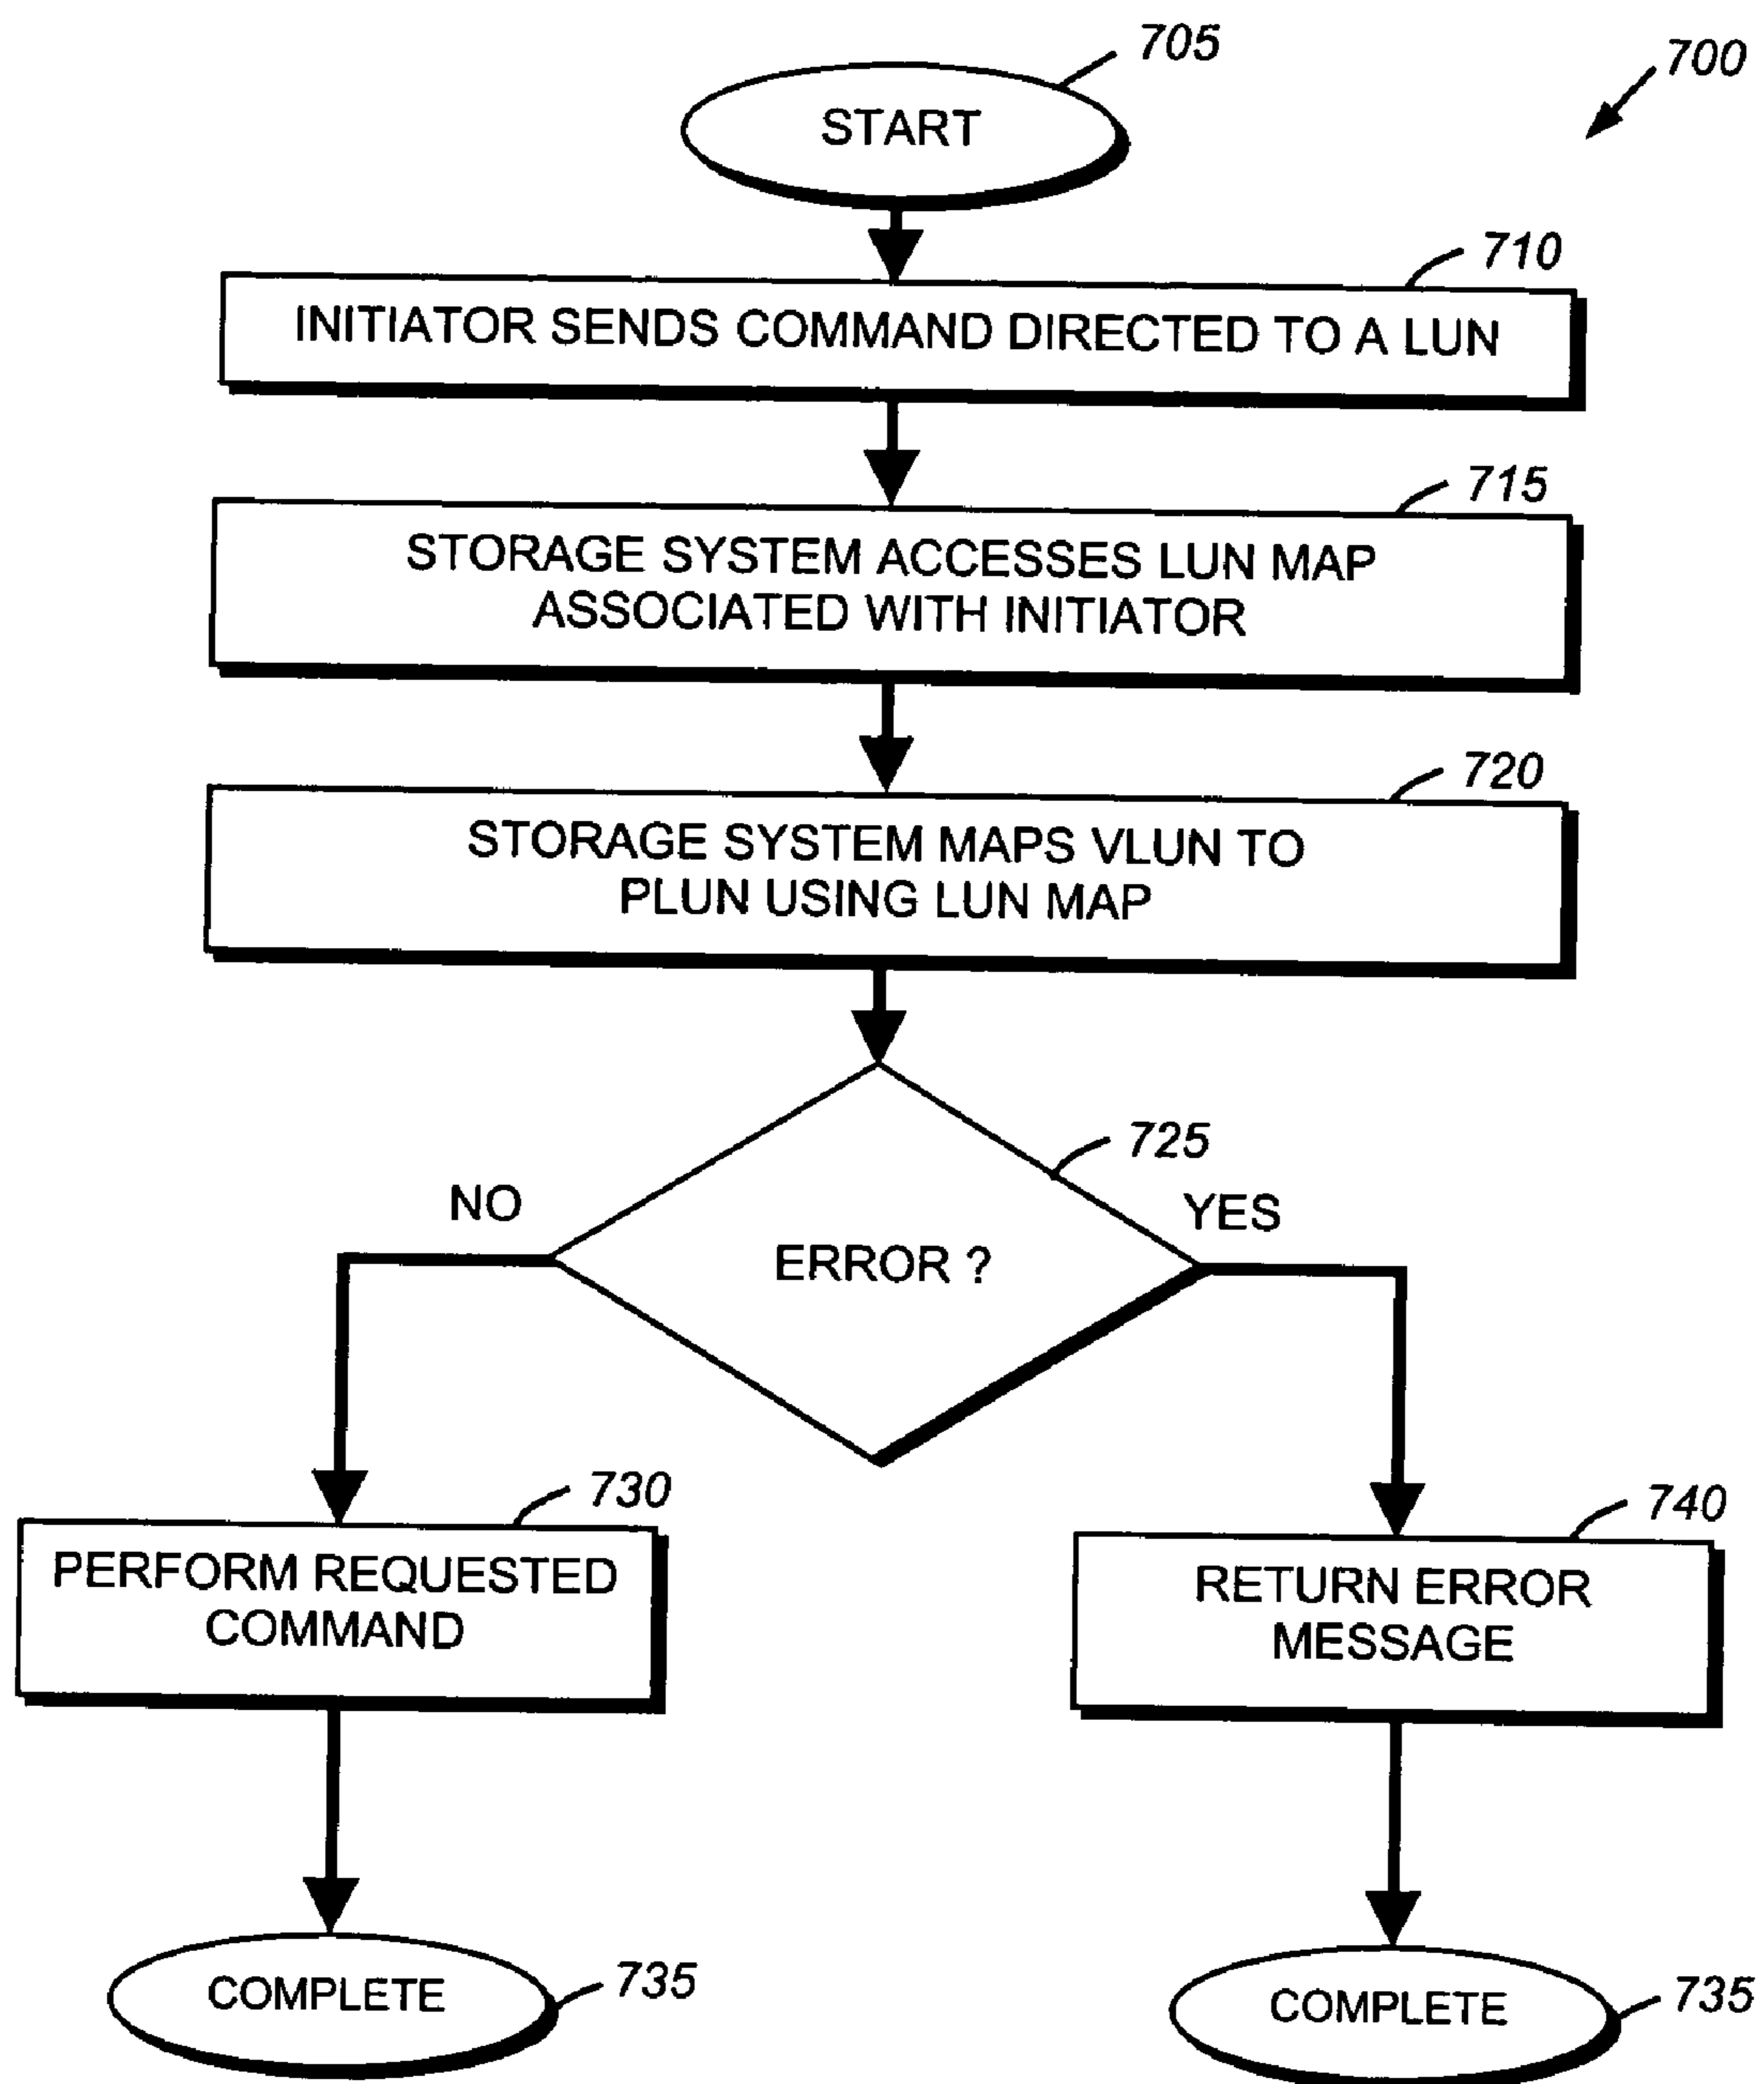 705
700
START
710
INITIATOR SENDS COMMAND DIRECTED TO A LUN
715
STORAGE SYSTEM ACCESSES LUN MAP
ASSOCIATED WITH INITIATOR
720
STORAGE SYSTEM MAPS VLUN TO
PLUN USING LUN MAP
725
NO
YES
ERROR ?
730
PERFORM REQUESTED
COMMAND
740
RETURN ERROR
MESSAGE
COMPLETE
735
COMPLETE
735